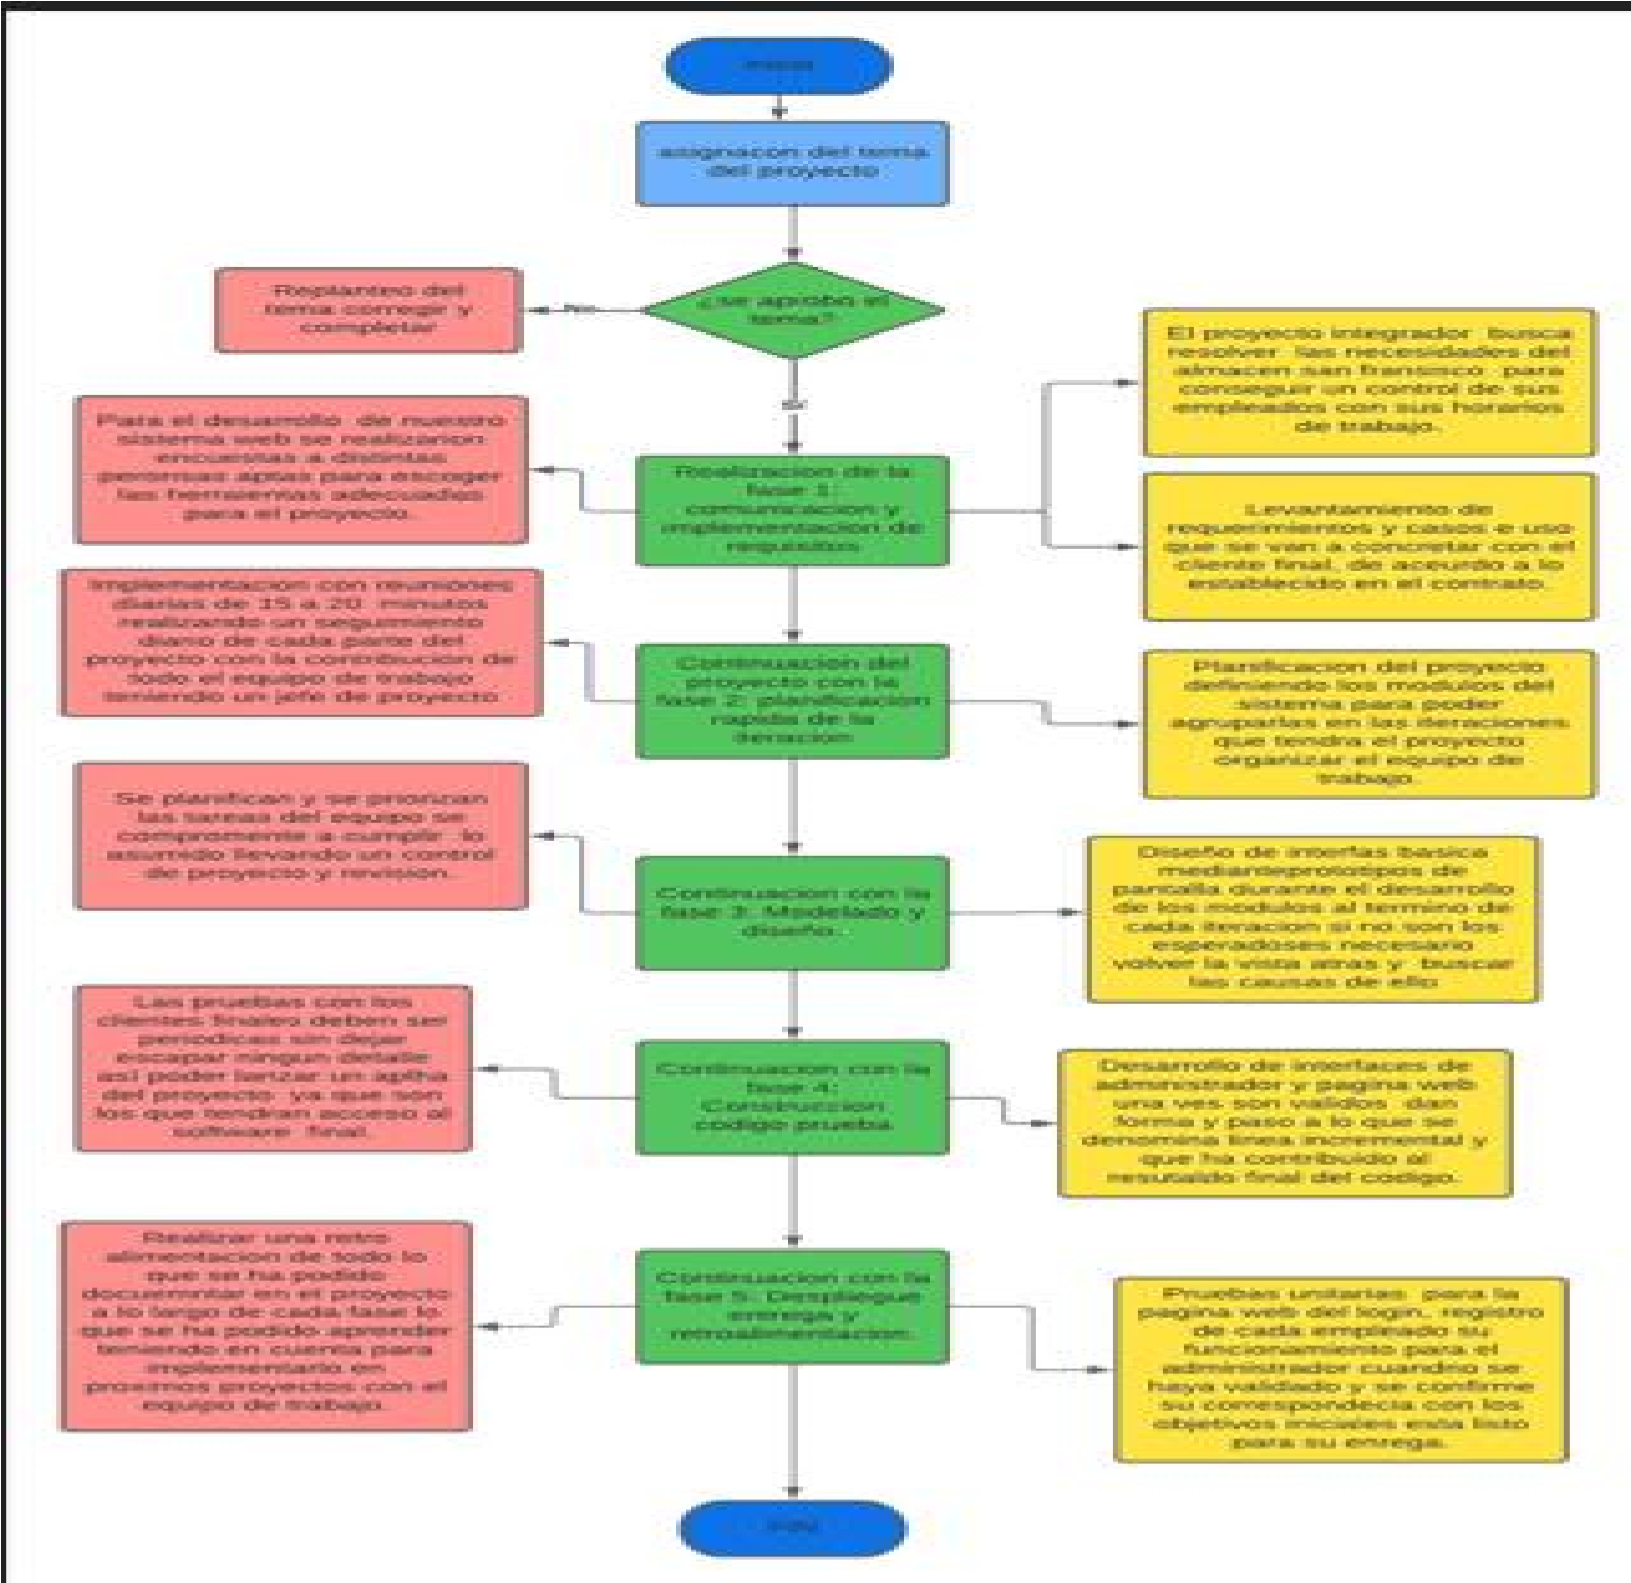 asignacon del tema
del proyecto
¿se aprobo el
tema?
No
Replanteo del
tema corregir y
completar
Si
Realizacion de la
fase 1:
comunicacion y
implementacion de
requisitos
Para el desarrollo de nuestro
sistema web se realizarion
encuestas a distintas
aptas para escoger
las adecuadas
para el proyecto.
El proyecto integrador busca
resolver las necesidades del
almacen san fransisco para
conseguir un control de sus
empleados con sus horarios
de trabajo.
Levantamiento de
requerimientos y casos e uso
que se van a concretar con el
cliente final, de acuerdo a lo
establecido en el contrato.
Continuacion del
proyecto con la
fase 2: planificacion
rapida de la
iteracion
Implementacion con reuniones
diarias de 15 a 20 minutos
realizando un seguimiento
diario de cada parte del
proyecto con la contribucion de
todo el equipo de trabajo
teniendo un jefe de proyecto
Planificacion del proyecto
definiendo los modulos del
sistema para poder
agruparlas en las iteraciones
que tendra el proyecto
organizar el equipo de
trabajo.
Continuacion con la
fase 3: Modelado y
diseño.
Se planifican y se priorizan
las tareas del equipo se
compromente a cumplir lo
asumido llevando un control
de proyecto y revision.
Diseño de interfas basica
medianteprototipos de
pantalla durante el desarrollo
de los modulos al termino de
cada iteracion si no son los
esperadoses necesario
volver la vista atras y buscar
las causas de ello
Continuacion con la
fase 4:
Construccion
codigo prueba
Las pruebas con los
clientes finales deben ser
periodicas sin dejar
escapar ningun detalle
asi poder lanzar un aplha
del proyecto ya que son
los que tendran acceso al
software final.
Desarrollo de interfaces de
administrador y pagina web
una ves son validos dan
forma y paso a lo que se
denomina linea incremental y
que ha contribuido al
final del codigo.
Continuacion con la
fase 5: Despliegue
entrega y
retroalimentacion.
Realizar una retro
alimentacion de todo lo
que se ha podido
en el proyecto
a lo largo de cada fase lo
que se ha podido aprender
teniendo en cuenta para
implementarlo en
proximos proyectos con el
equipo de trabajo.
Pruebas unitarias para la
pagina web del login, registro
de cada empleado su
funcionamiento para el
administrador cuandno se
haya validado y se confirme
su correspondecia con los
objetivos iniciales esta listo
para su enrega.